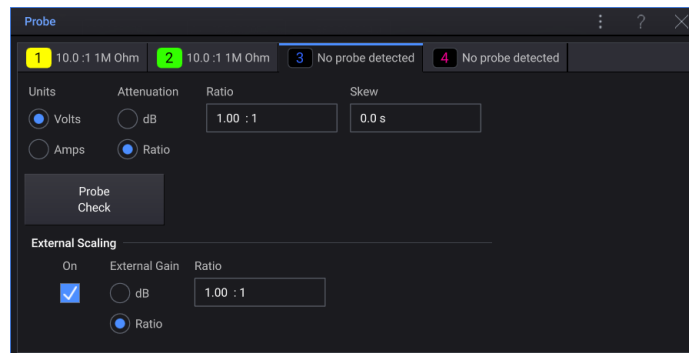 Probe
?
1 10.0 :1 1M Ohm 2 10.0 :1 1M Ohm 3 No probe detected 4 No probe detected
Units Attenuation Ratio Skew
Volts dB 1.00 : 1 0.0 s
Amps Ratio
Probe
Check
External Scaling
On External Gain Ratio
dB 1.00 : 1
Ratio